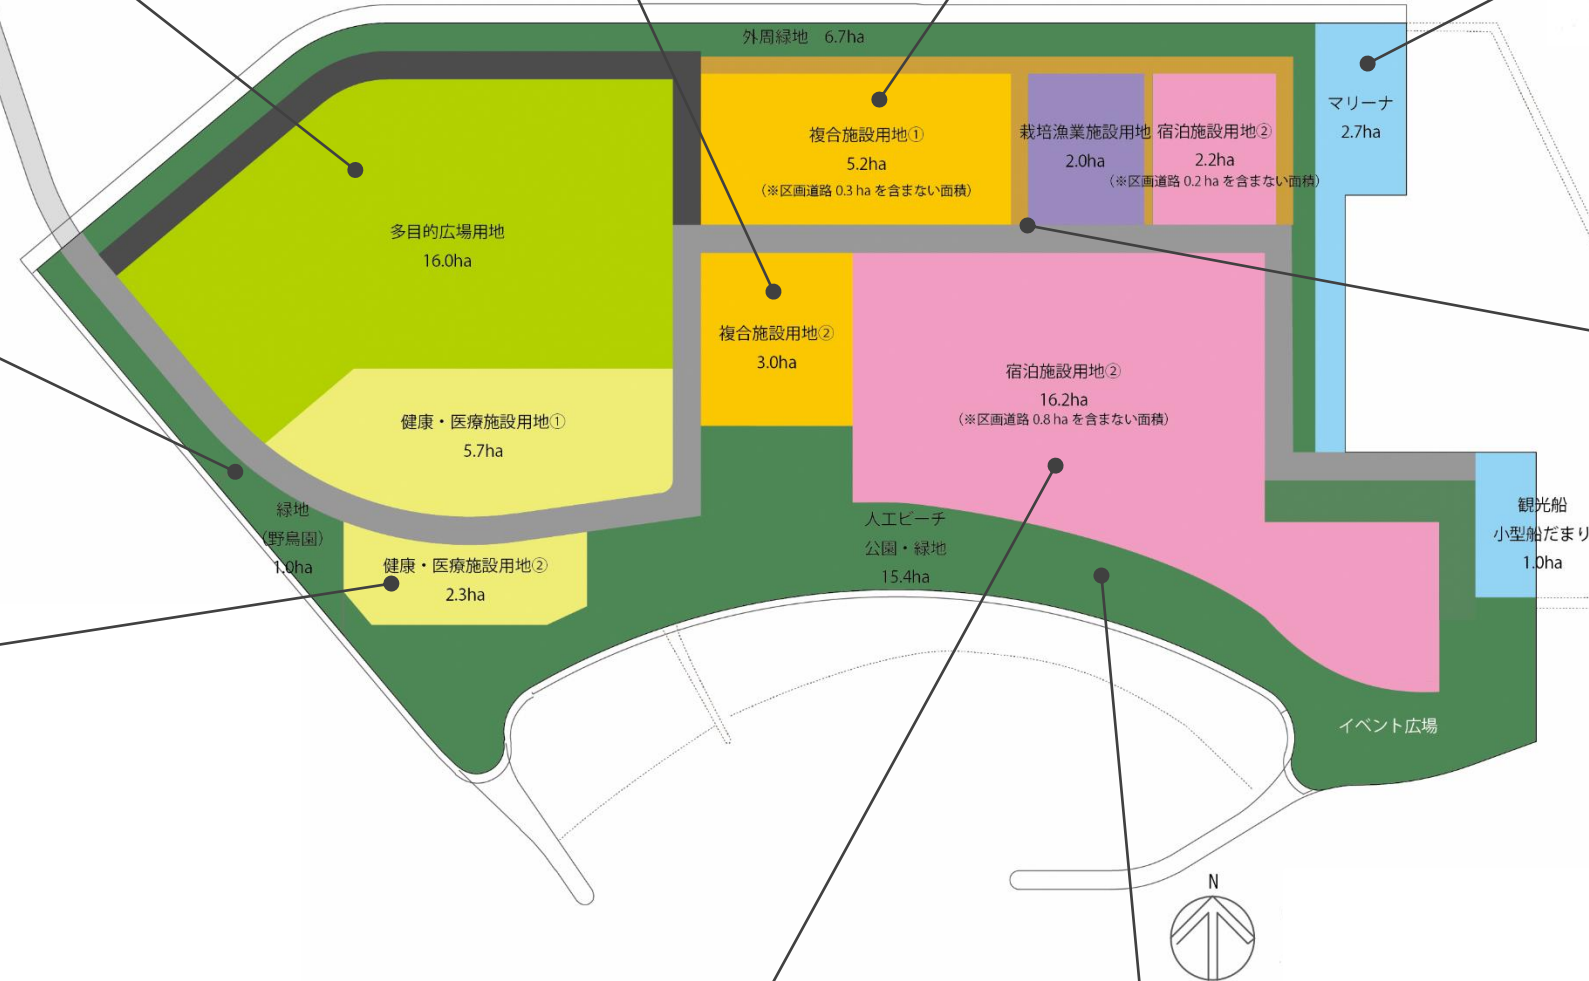 外周緑地 6.7ha
マリーナ
2.7ha
複合施設用地①
5.2ha
(※区画道路 0.3 ha を含まない面積)
栽培漁業施設用地
2.0ha
宿泊施設用地②
2.2ha
(※区画道路 0.2 ha を含まない面積)
多目的広場用地
16.0ha
複合施設用地②
3.0ha
宿泊施設用地②
16.2ha
(※区画道路 0.8 ha を含まない面積)
健康・医療施設用地①
5.7ha
緑地
(野鳥園)
1.0ha
健康・医療施設用地②
2.3ha
人工ビーチ
公園・緑地
15.4ha
観光船
小型船だまり
1.0ha
イベント広場
N